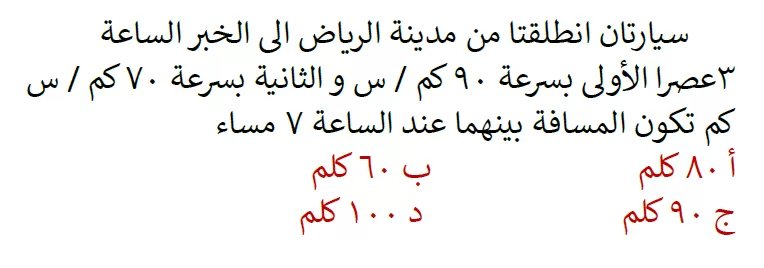 سيارتان انطلقتا من مدينة الرياض الى الخبر الساعة
٣عصرا الأولى بسرعة ٩٠ كم / س و الثانية بسرعة ٧٠ كم / س
كم تكون المسافة بينهما عند الساعة ٧ مساء
أ ٨٠ كلم ب ٦٠ كلم
ج ٩٠ كلم د ١٠٠ كلم